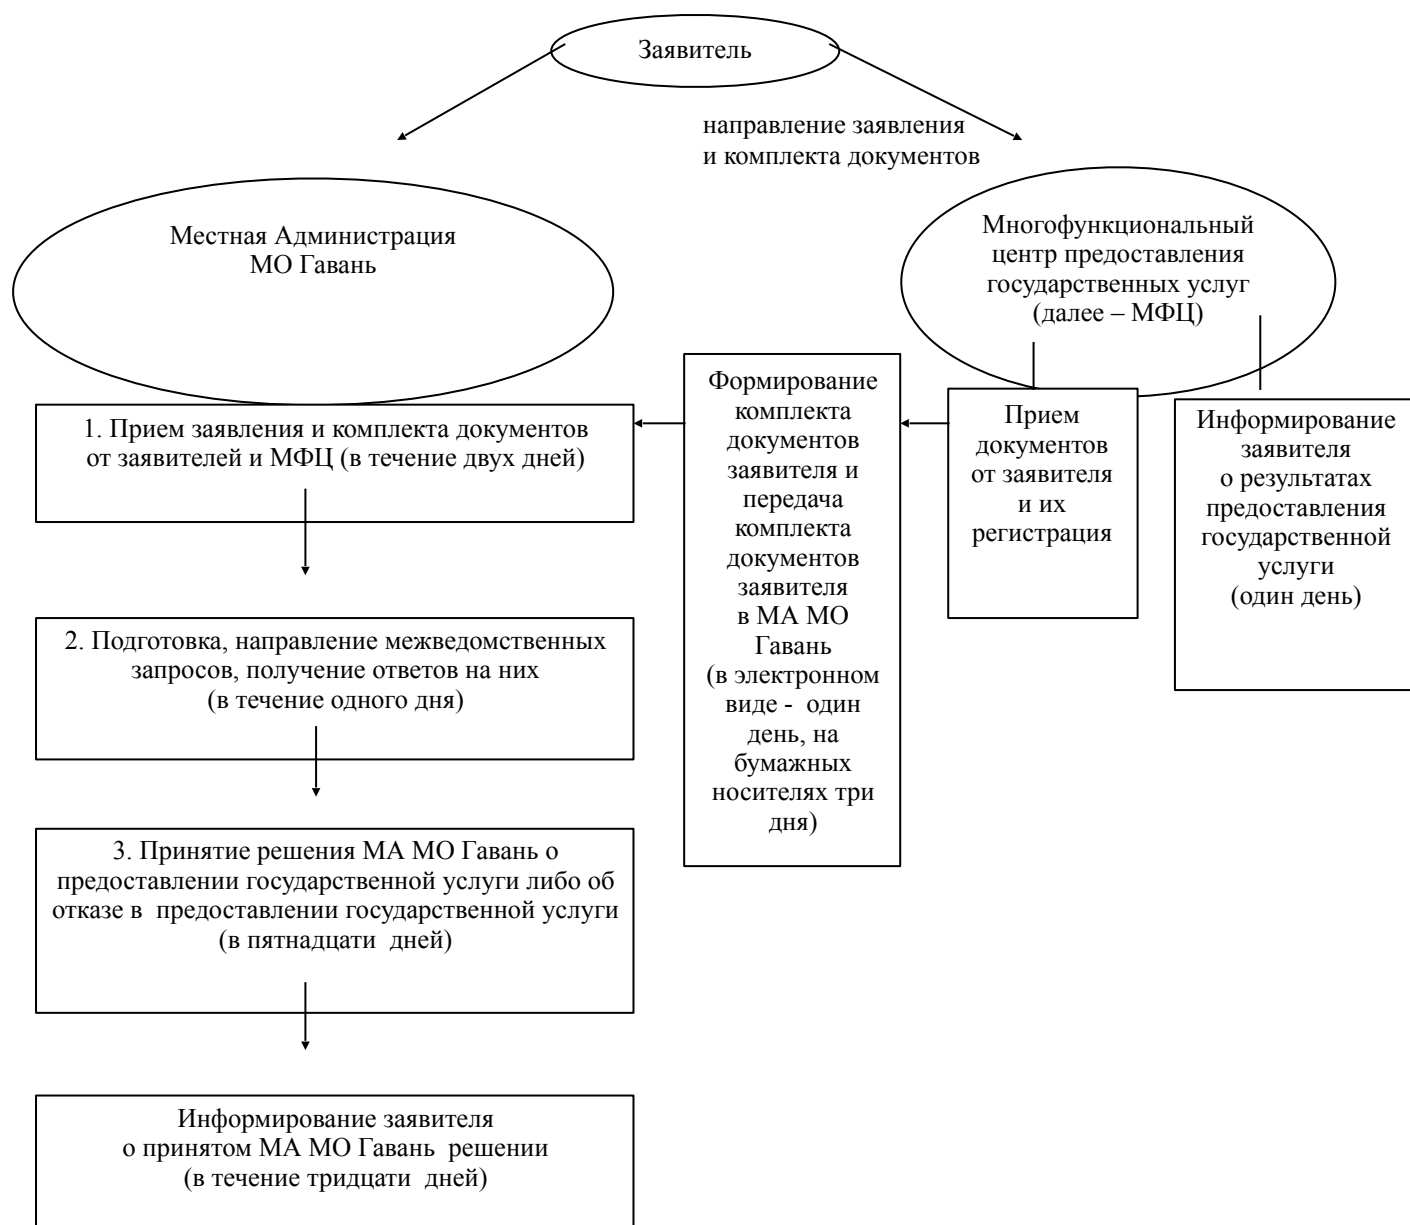 Заявитель
направление заявления
и комплекта документов
Местная Администрация
МО Гавань
Многофункциональный
центр предоставления
государственных услуг
(далее – МФЦ)
1. Прием заявления и комплекта документов
от заявителей и МФЦ (в течение двух дней)
Формирование
комплекта
документов
заявителя и
передача
комплекта
документов
заявителя
в МА МО
Гавань
(в электронном
виде - один
день, на
бумажных
носителях три
дня)
Прием
документов
от заявителя
и их
регистрация
Информирование
заявителя
о результатах
предоставления
государственной
услуги
(один день)
2. Подготовка, направление межведомственных
запросов, получение ответов на них
(в течение одного дня)
3. Принятие решения МА МО Гавань о
предоставлении государственной услуги либо об
отказе в  предоставлении государственной услуги
(в пятнадцати  дней)
Информирование заявителя
о принятом МА МО Гавань  решении
(в течение тридцати  дней)